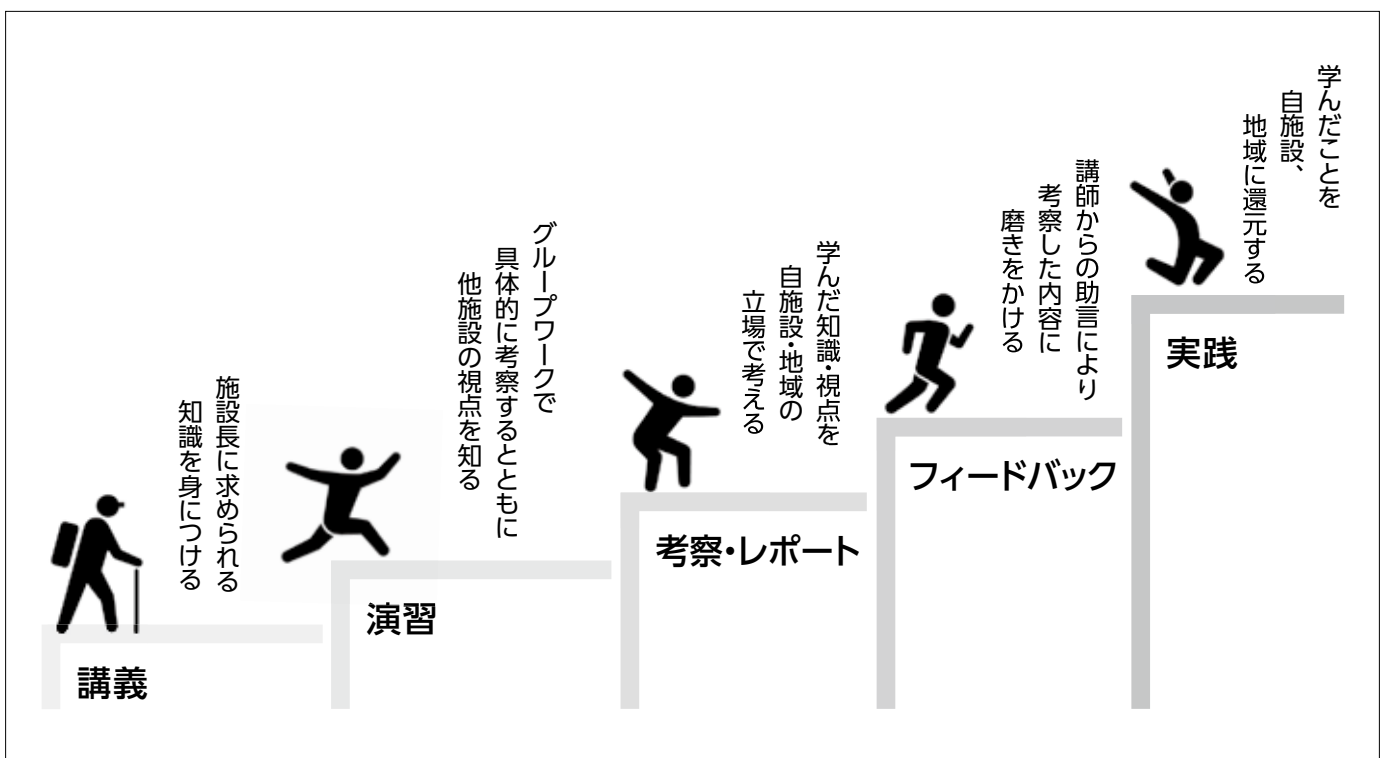 講義
施設長に求められる
知識を身につける
演習
グループワークで
具体的に考察するとともに
他施設の視点を知る
考察・レポート
学んだ知識・視点を
自施設・地域の
立場で考える
フィードバック
講師からの助言により
考察した内容に
磨きをかける
実践
学んだことを
自施設、
地域に還元する